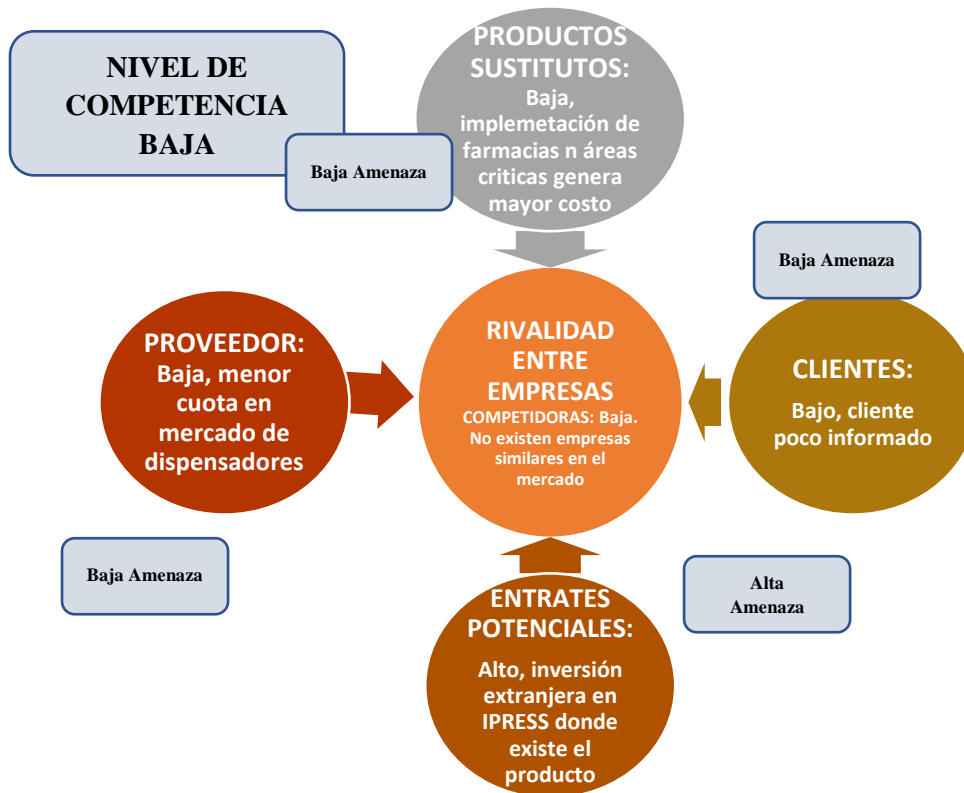 NIVEL DE
COMPETENCIA
BAJA
PRODUCTOS
SUSTITUTOS:
Baja,
implemetación de
farmacias n áreas
criticas genera
mayor costo
Baja Amenaza
Baja Amenaza
PROVEEDOR:
Baja, menor
cuota en
mercado de
dispensadores
RIVALIDAD
ENTRE
EMPRESAS
COMPETIDORAS: Baja.
No existen empresas
similares en el
mercado
CLIENTES:
Bajo, cliente
poco informado
Baja Amenaza
Alta
Amenaza
ENTRATES
POTENCIALES:
Alto, inversión
extranjera en
IPRESS donde
existe el
producto